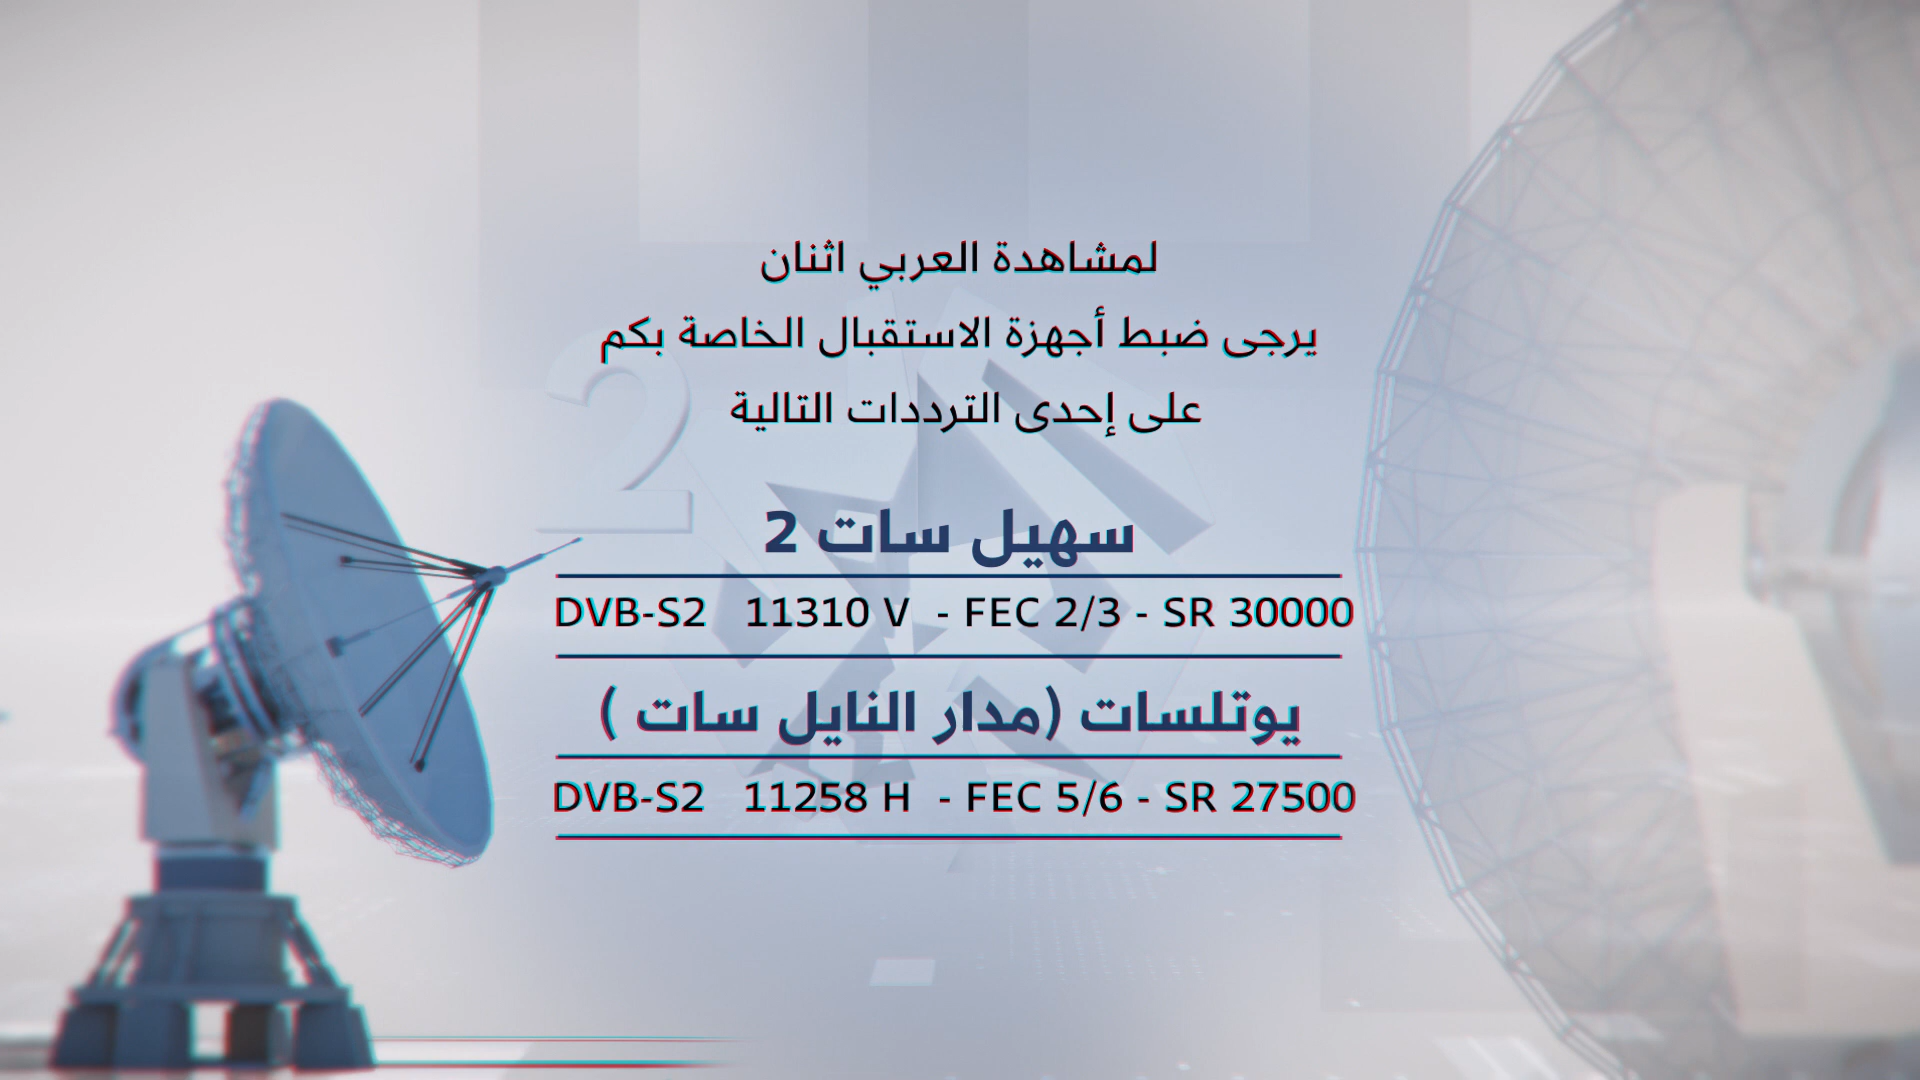 لمشاهدة العربي اثنان
يرجى ضبط أجهزة الاستقبال الخاصة بكم
على إحدى الترددات التالية
2
سهيل سات 2
DVB-S2 11310 V - FEC 2/3 - SR 30000
يوتلسات (مدار النايل سات )
DVB-S2 11258 H - FEC 5/6 - SR 27500